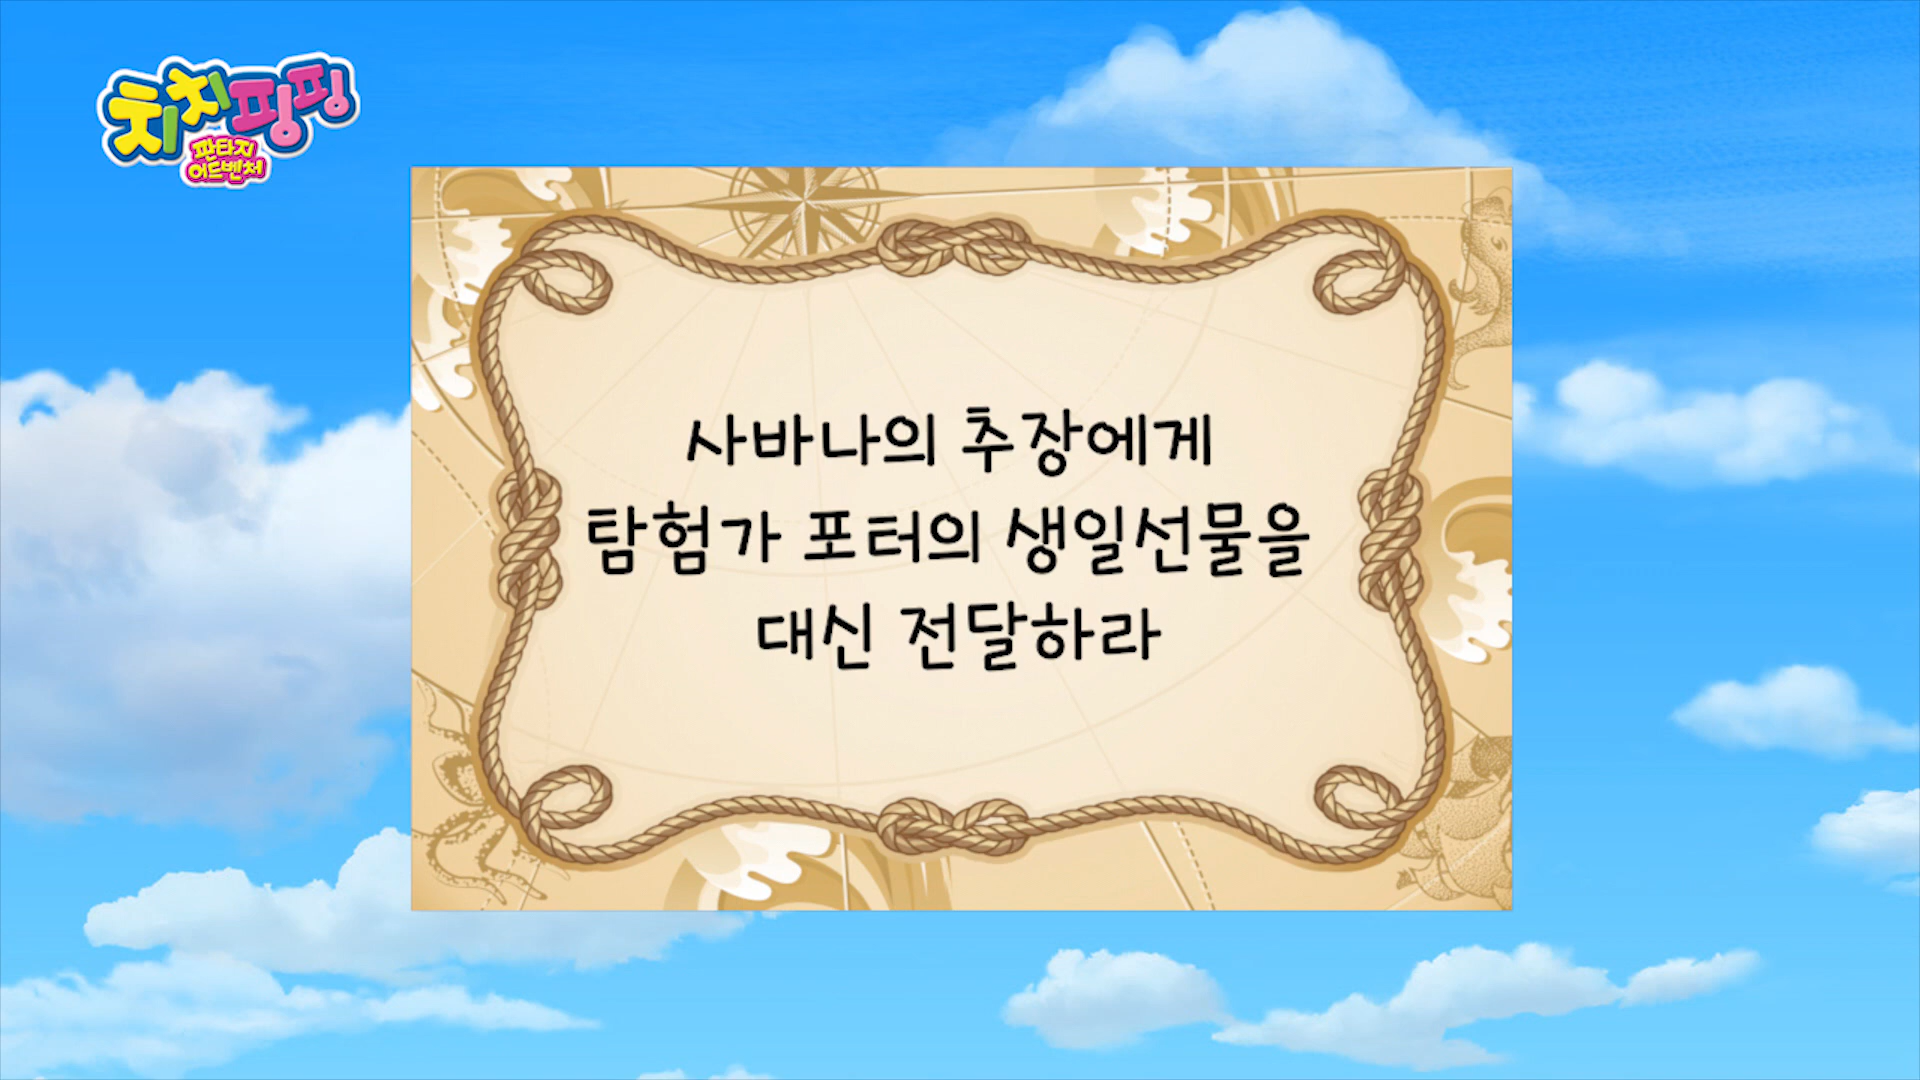 치치핑핑
판타지
어드벤처
사바나의 추장에게
탐험가 포터의 생일선물을
대신 전달하라